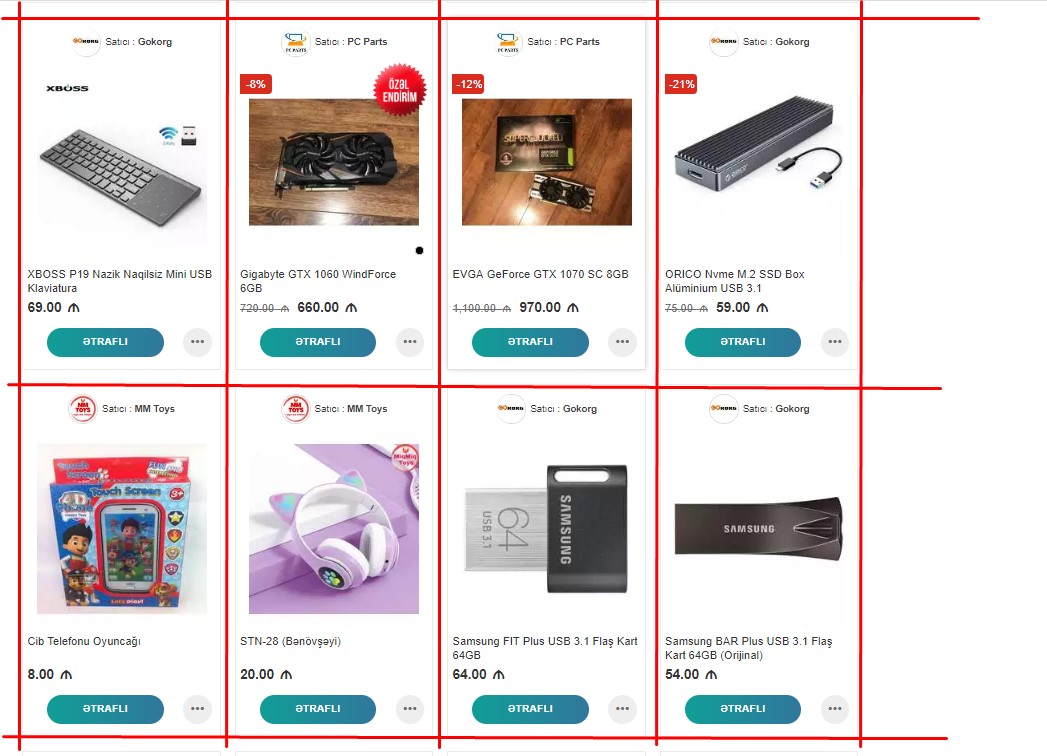 GOKORG Satıcı : Gokorg
PC PARTS Satıcı : PC Parts
PC PARTS Satıcı : PC Parts
GOKORG Satıcı : Gokorg
XBOSS
-8%
ÖZƏL
ENDİRİM
-12%
-21%
ORICO
XBOSS P19 Nazik Naqilsiz Mini USB
Klaviatura
69.00 ₼
ƏTRAFLI
Gigabyte GTX 1060 WindForce
6GB
720.00 ₼ 660.00 ₼
ƏTRAFLI
EVGA GeForce GTX 1070 SC 8GB
1,100.00 ₼ 970.00 ₼
ƏTRAFLI
ORICO Nvme M.2 SSD Box
Alüminium USB 3.1
75.00 ₼ 59.00 ₼
ƏTRAFLI
MM TOYS Satıcı : MM Toys
MM TOYS Satıcı : MM Toys
GOKORG Satıcı : Gokorg
GOKORG Satıcı : Gokorg
Touch
Screen
Touch Screen
3+
MiqMiq
Toys
64
USB 3.1
SAMSUNG
SAMSUNG
Cib Telefonu Oyuncağı
8.00 ₼
ƏTRAFLI
STN-28 (Bənövşəyi)
20.00 ₼
ƏTRAFLI
Samsung FIT Plus USB 3.1 Flaş Kart
64GB
64.00 ₼
ƏTRAFLI
Samsung BAR Plus USB 3.1 Flaş
Kart 64GB (Orijinal)
54.00 ₼
ƏTRAFLI